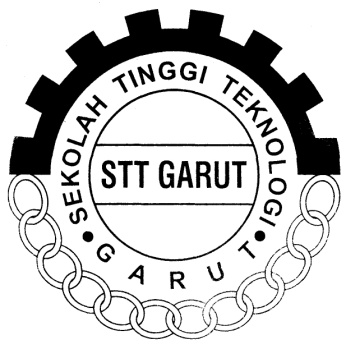 SEKOLAH TINGGI TEKNOLOGI
STT GARUT
• GARUT •